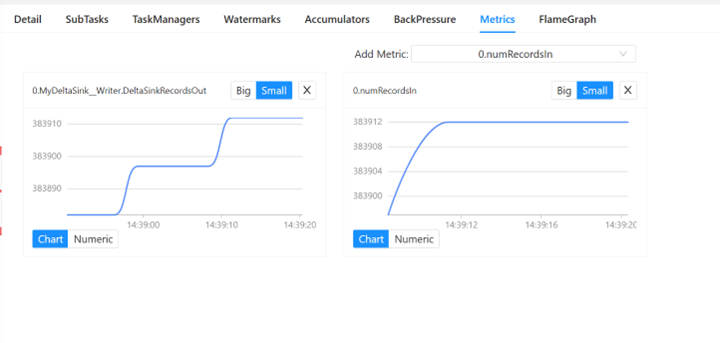 Detail SubTasks TaskManagers Watermarks Accumulators BackPressure Metrics FlameGraph
Add Metric: 0.numRecordsIn
0.MyDeltaSink__Writer.DeltaSinkRecordsOut Big Small X
383910
383900
383890
14:39:00 14:39:10 14:39:20
Chart Numeric
0.numRecordsIn Big Small X
383912
383908
383904
383900
14:39:12 14:39:16 14:39:20
Chart Numeric